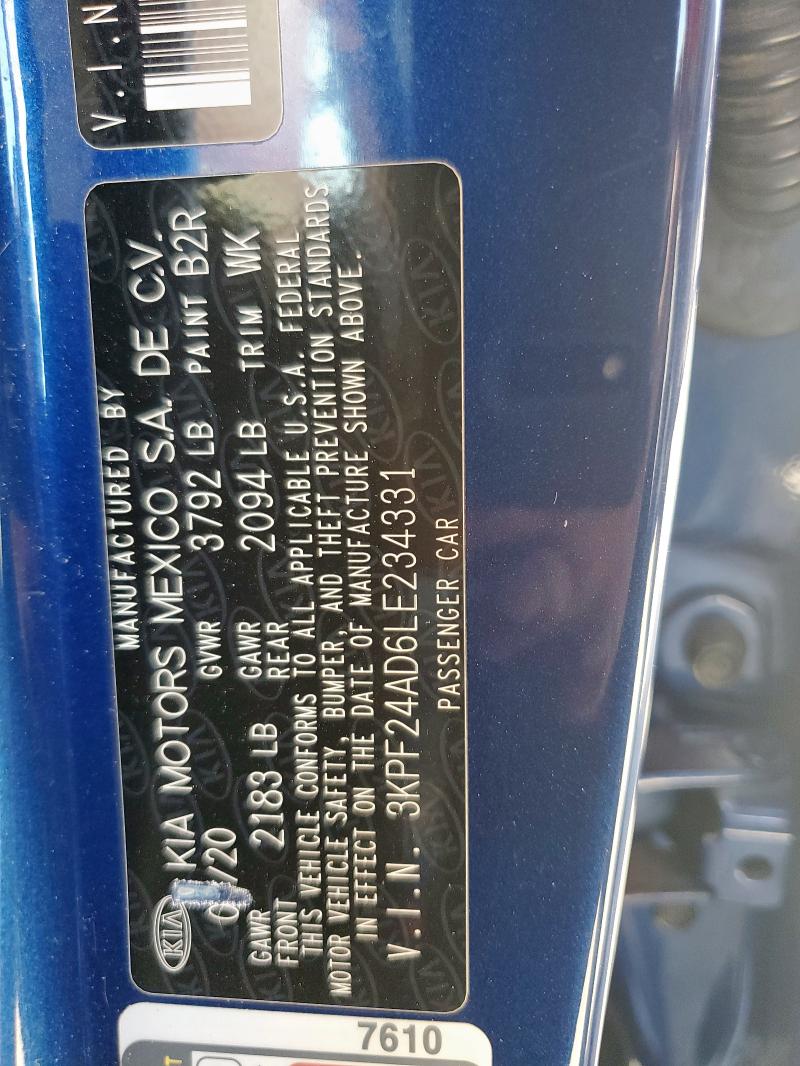 V.I.N
MANUFACTURED BY
KIA KIA MOTORS MEXICO S.A. DE C.V.
/20 GVWR 3792 LB PAINT B2R
GAWR FRONT 2183 LB GAWR REAR 2094 LB TRIM WK
THIS VEHICLE CONFORMS TO ALL APPLICABLE U.S.A. FEDERAL
MOTOR VEHICLE SAFETY, BUMPER, AND THEFT PREVENTION STANDARDS
IN EFFECT ON THE DATE OF MANUFACTURE SHOWN ABOVE.
V.I.N. 3KPF24AD6LE234331
PASSENGER CAR
7610